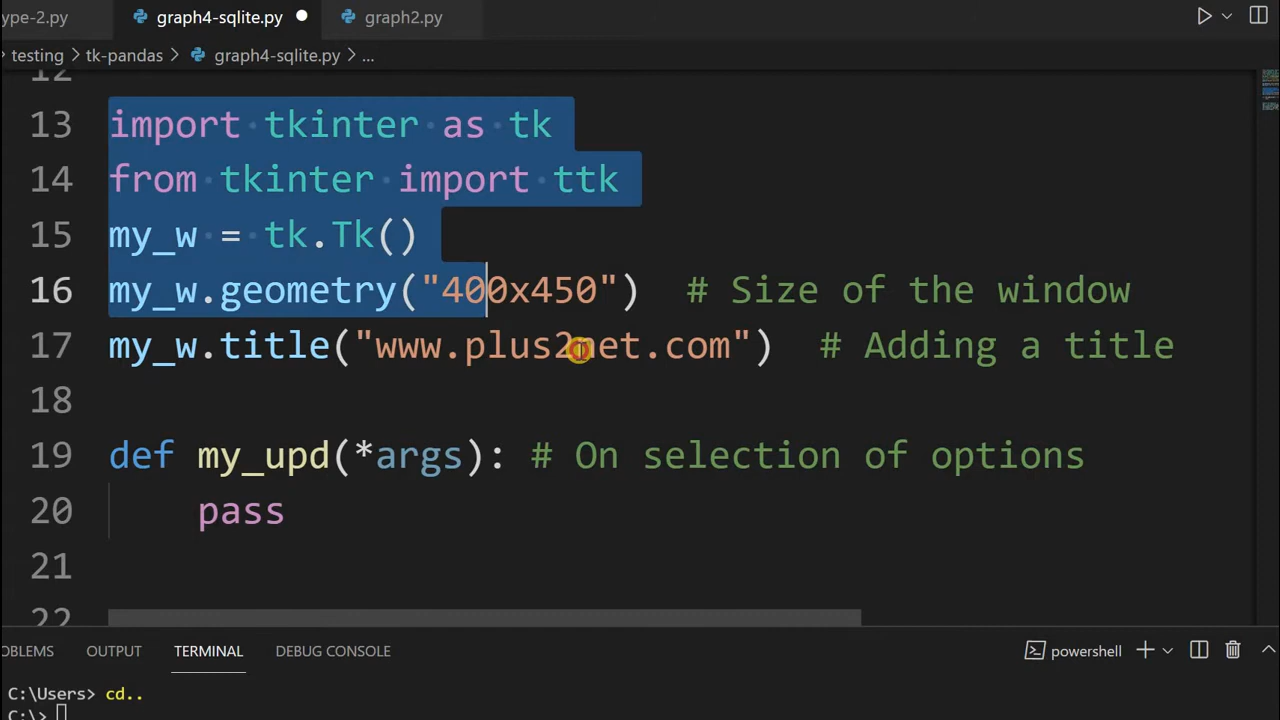 ype-2.py graph4-sqlite.py graph2.py
testing > tk-pandas > graph4-sqlite.py > ...
12
13 import tkinter as tk
14 from tkinter import ttk
15 my_w = tk.Tk()
16 my_w.geometry("400x450") # Size of the window
17 my_w.title("www.plus2net.com") # Adding a title
18
19 def my_upd(*args): # On selection of options
20 pass
21
22
OBLEMS OUTPUT TERMINAL DEBUG CONSOLE powershell
C:\Users> cd..
C:\>